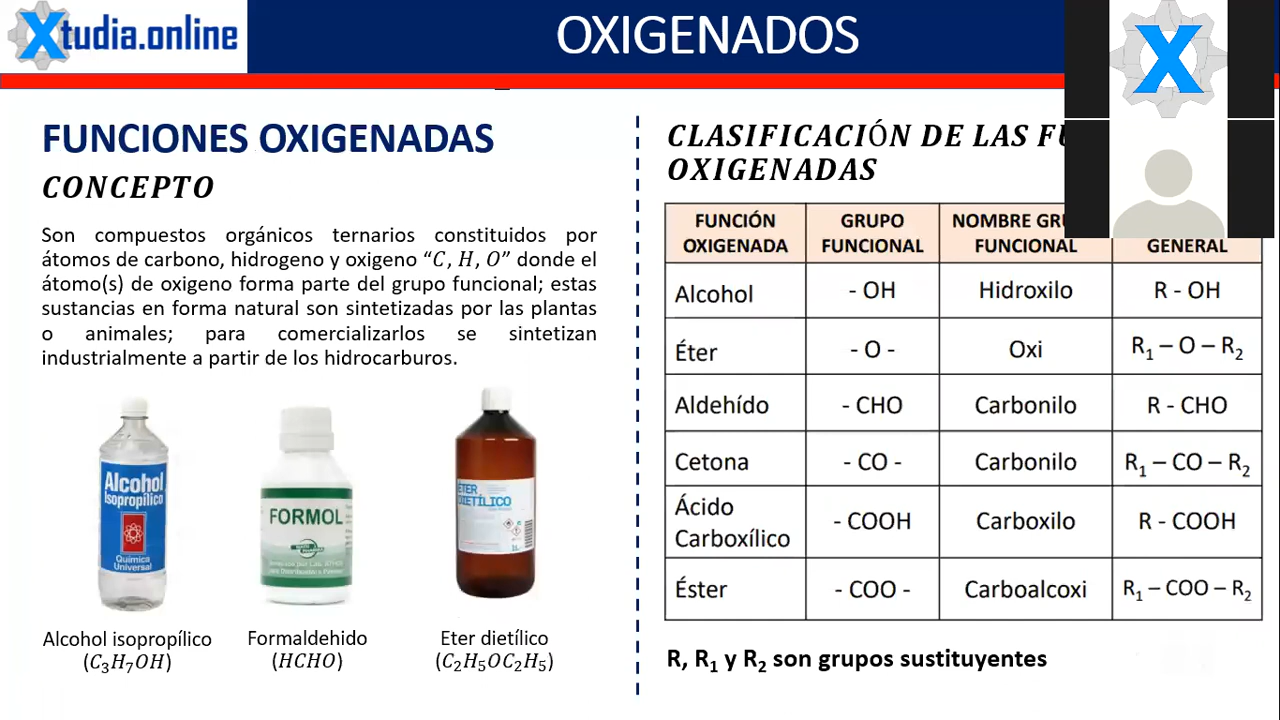 Xtudia.online
OXIGENADOS
X
FUNCIONES OXIGENADAS
CONCEPTO
Son compuestos orgánicos ternarios constituidos por
átomos de carbono, hidrogeno y oxigeno “C, H, O” donde el
átomo(s) de oxigeno forma parte del grupo funcional; estas
sustancias en forma natural son sintetizadas por las plantas
o animales; para comercializarlos se sintetizan
industrialmente a partir de los hidrocarburos.
Alcohol
Isopropílico
Química
Universal
FORMOL
ETER
DIETÍLICO
Alcohol isopropílico
(C₃H₇OH)
Formaldehido
(HCHO)
Eter dietílico
(C₂H₅OC₂H₅)
CLASIFICACIÓN DE LAS
OXIGENADAS
FUNCIÓN OXIGENADA | GRUPO FUNCIONAL | NOMBRE FUNCIONAL | GENERAL
Alcohol | - OH | Hidroxilo | R - OH
Éter | - O - | Oxi | R₁ – O – R₂
Aldehído | - CHO | Carbonilo | R - CHO
Cetona | - CO - | Carbonilo | R₁ – CO – R₂
Ácido Carboxílico | - COOH | Carboxilo | R - COOH
Éster | - COO - | Carboalcoxi | R₁ – COO – R₂
R, R₁ y R₂ son grupos sustituyentes